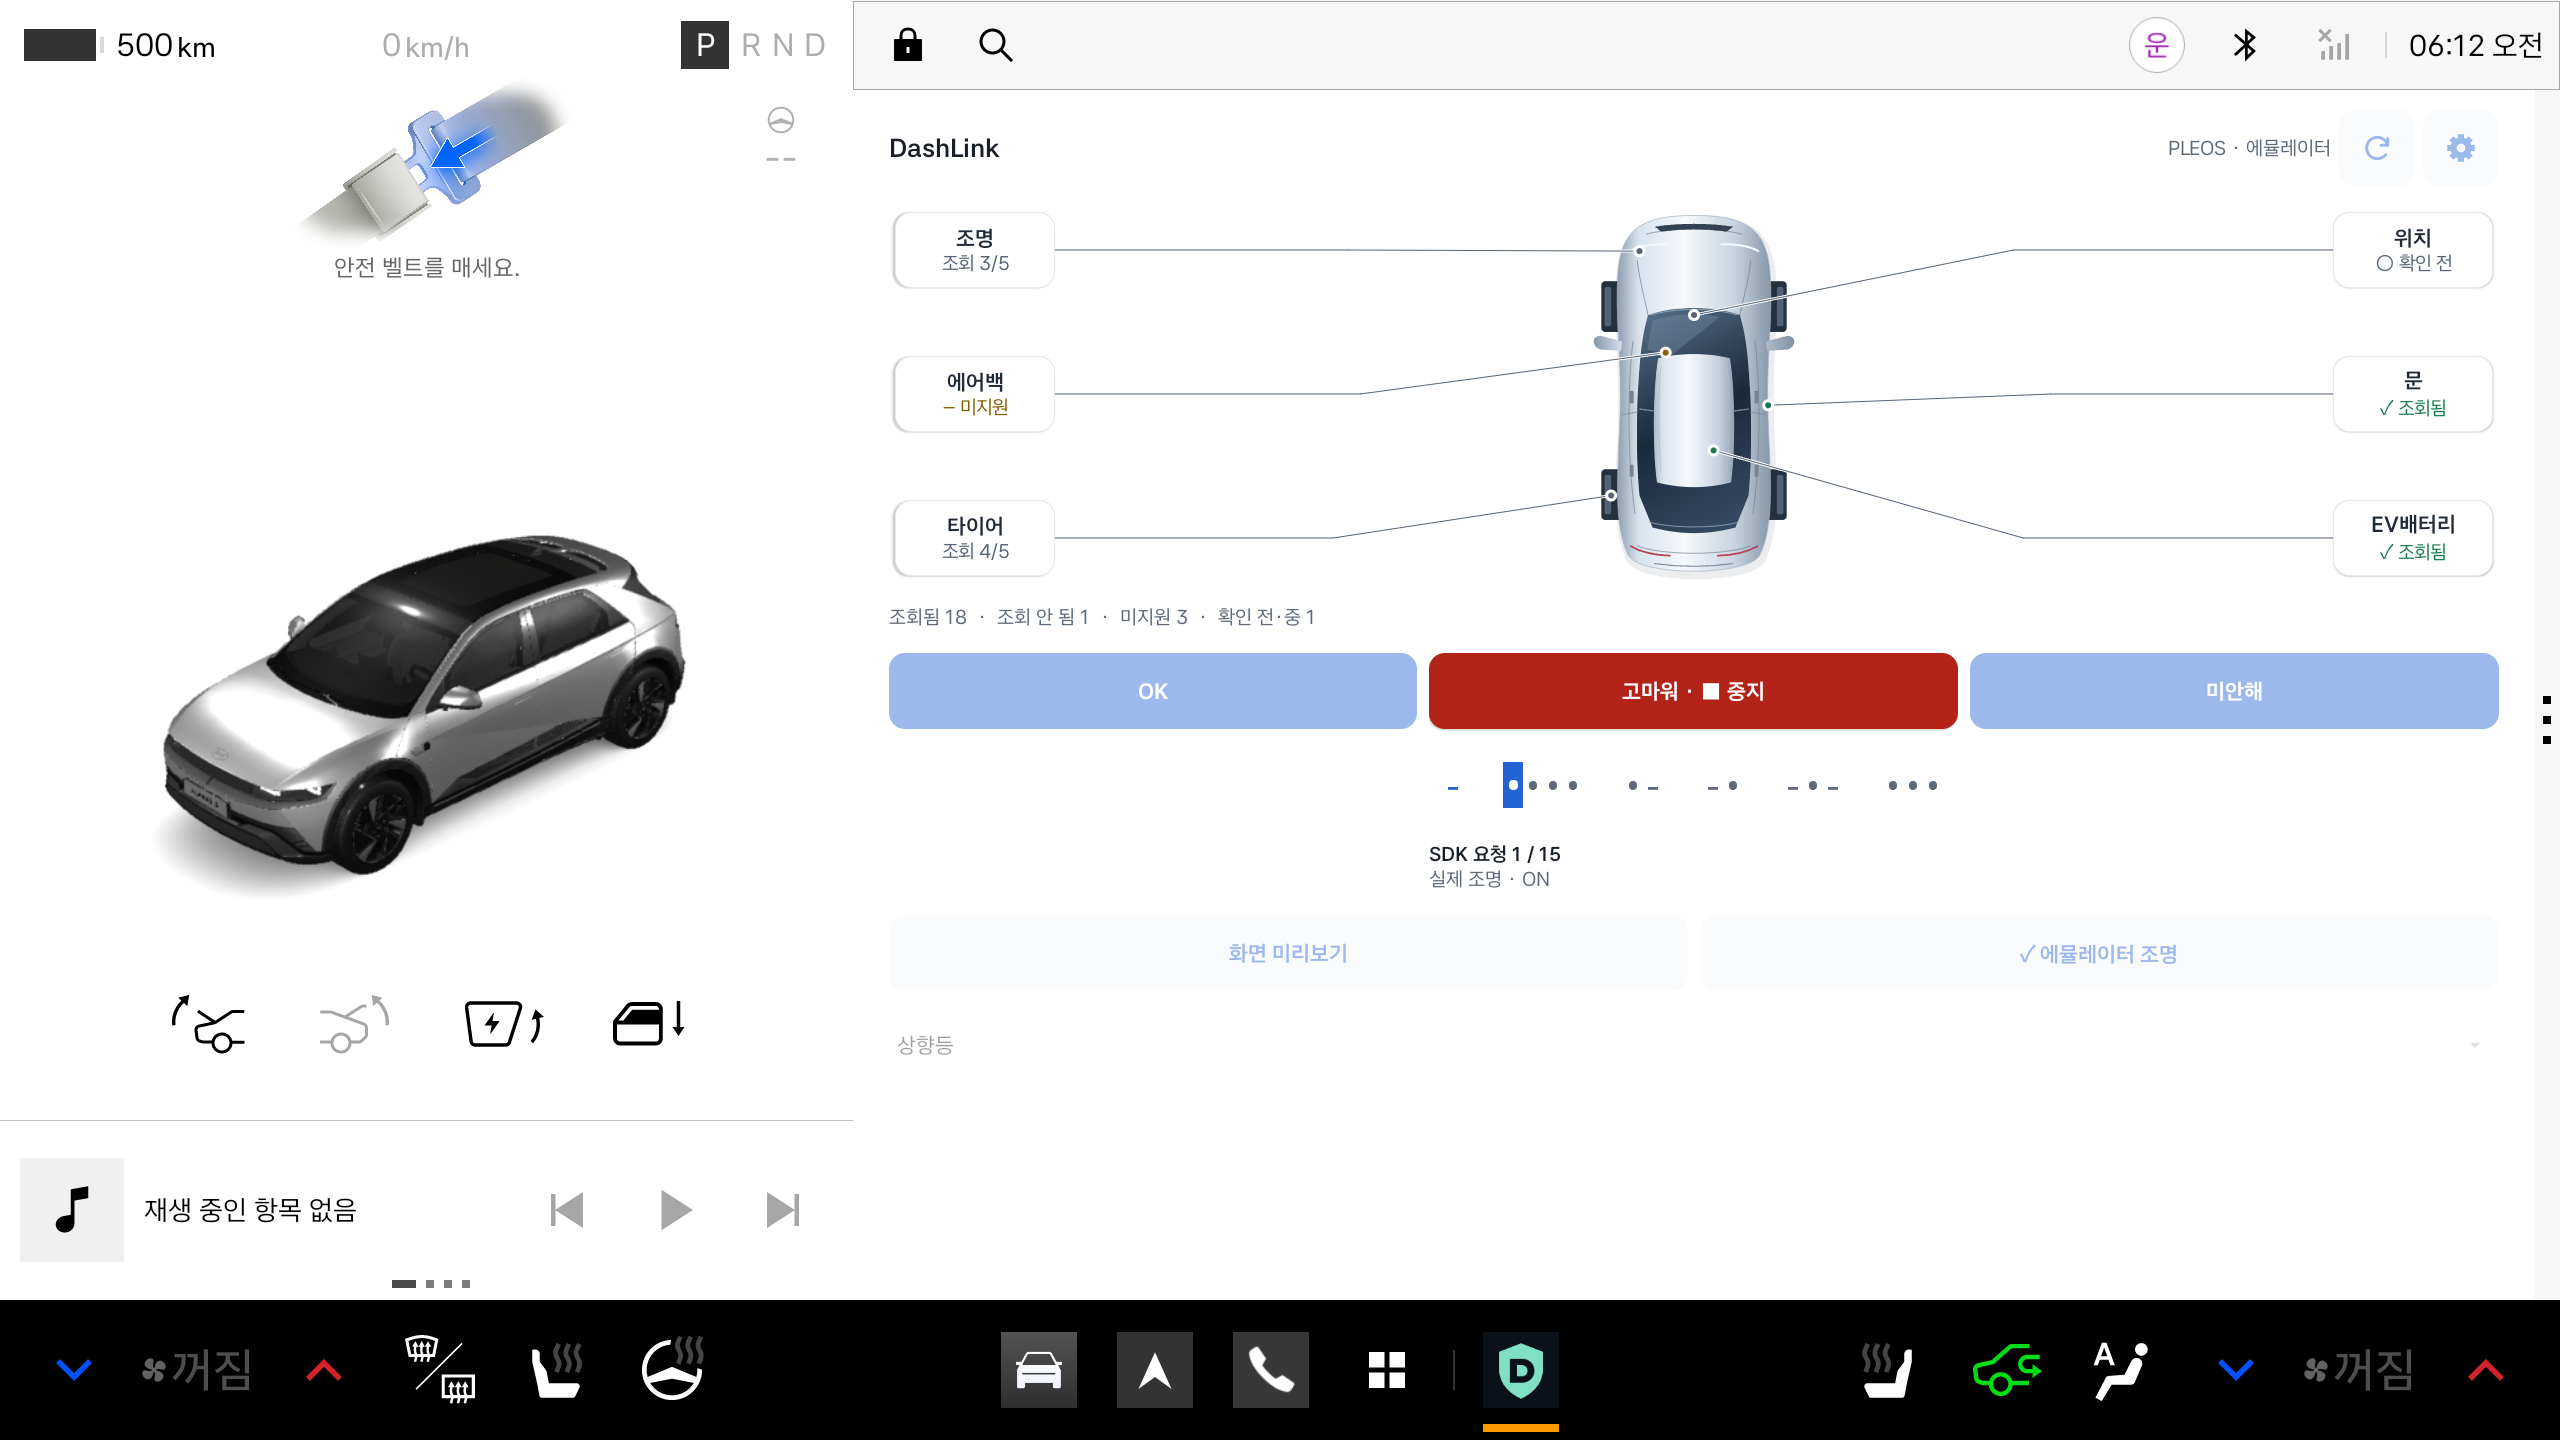 500 km
0 km/h
P R N D
운
06:12 오전
안전 벨트를 매세요.
DashLink
PLEOS · 에뮬레이터
조명
조회 3/5
위치
○ 확인 전
에어백
– 미지원
문
✓ 조회됨
타이어
조회 4/5
EV배터리
✓ 조회됨
조회됨 18 · 조회 안 됨 1 · 미지원 3 · 확인 전·중 1
OK
고마워 · ■ 중지
미안해
– •••• •– –• –•– •••
SDK 요청 1 / 15
실제 조명 · ON
화면 미리보기
✓ 에뮬레이터 조명
상향등
재생 중인 항목 없음
꺼짐
D
A
꺼짐